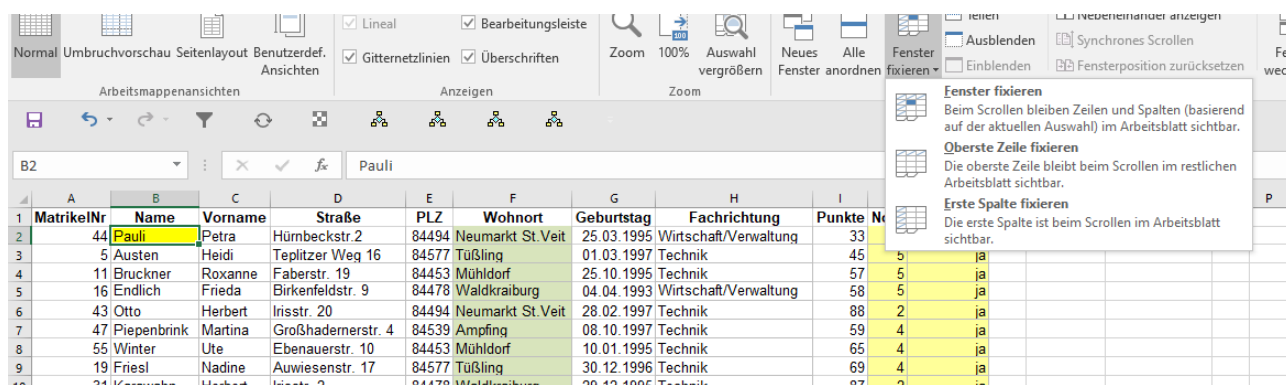 Lineal
Bearbeitungsleiste
Teilen
Nebeneinander anzeigen
Normal Umbruchvorschau Seitenlayout Benutzerdef. Ansichten
Gitternetzlinien
Überschriften
Zoom 100% Auswahl vergrößern
Neues Fenster
Alle anordnen
Fenster fixieren
Ausblenden
Einblenden
Synchrones Scrollen
Fensterposition zurücksetzen
Arbeitsmappenansichten
Anzeigen
Zoom
Fenster fixieren
Beim Scrollen bleiben Zeilen und Spalten (basierend
auf der aktuellen Auswahl) im Arbeitsblatt sichtbar.
Oberste Zeile fixieren
Die oberste Zeile bleibt beim Scrollen im restlichen
Arbeitsblatt sichtbar.
Erste Spalte fixieren
Die erste Spalte ist beim Scrollen im Arbeitsblatt
sichtbar.
B2 fx Pauli
A B C D E F G H I P
1 MatrikelNr Name Vorname Straße PLZ Wohnort Geburtstag Fachrichtung Punkte
2 44 Pauli Petra Hürnbeckstr.2 84494 Neumarkt St.Veit 25.03.1995 Wirtschaft/Verwaltung 33
3 5 Austen Heidi Teplitzer Weg 16 84577 Tüßling 01.03.1997 Technik 45 5 ja
4 11 Bruckner Roxanne Faberstr. 19 84453 Mühldorf 25.10.1995 Technik 57 5 ja
5 16 Endlich Frieda Birkenfeldstr. 9 84478 Waldkraiburg 04.04.1993 Wirtschaft/Verwaltung 58 5 ja
6 43 Otto Herbert Irisstr. 20 84494 Neumarkt St.Veit 28.02.1997 Technik 88 2 ja
7 47 Piepenbrink Martina Großhadernerstr. 4 84539 Ampfing 08.10.1997 Technik 59 4 ja
8 55 Winter Ute Ebenauerstr. 10 84453 Mühldorf 10.01.1995 Technik 65 4 ja
9 19 Friesl Nadine Auwiesenstr. 17 84577 Tüßling 30.12.1996 Technik 69 4 ja